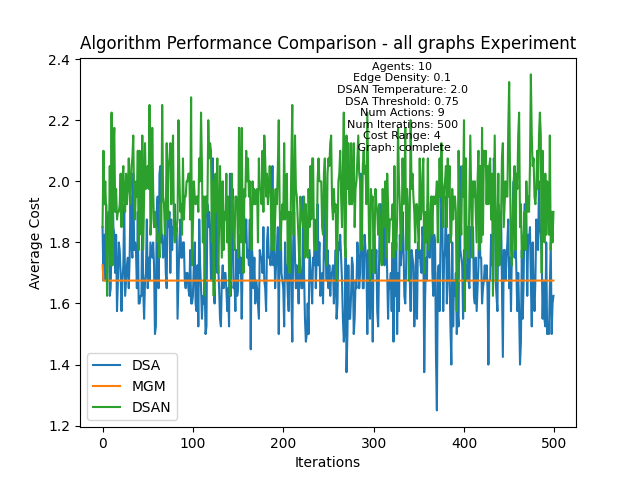 Algorithm Performance Comparison - all graphs Experiment
Agents: 10
Edge Density: 0.1
DSAN Temperature: 2.0
DSA Threshold: 0.75
Num Actions: 9
Num Iterations: 500
Cost Range: 4
Graph: complete
2.4
2.2
2.0
1.8
1.6
1.4
1.2
Average Cost
DSA
MGM
DSAN
0
100
200
300
400
500
Iterations